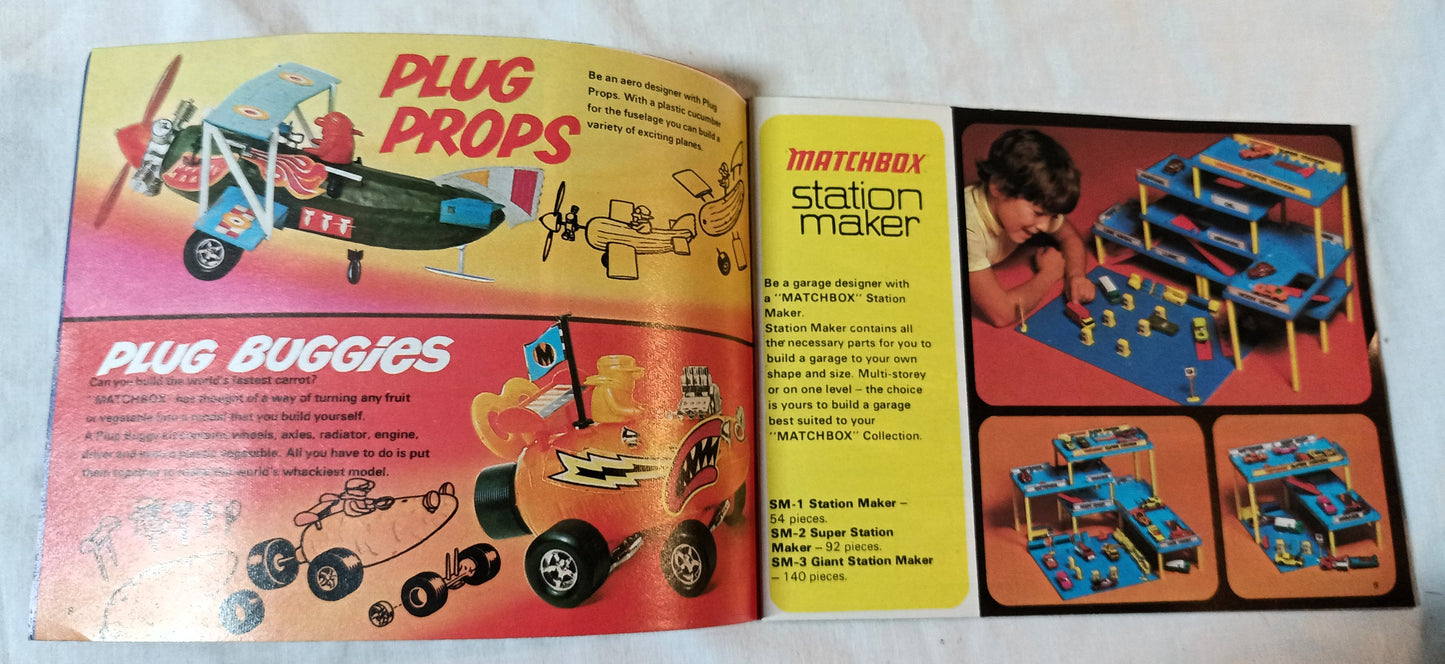 PLUG
PROPS
Be an aero designer with Plug
Props. With a plastic cucumber
for the fuselage you can build a
variety of exciting planes.
PLUG BUGGIES
Can you build the world's fastest carrot?
"MATCHBOX" has thought of a way of turning any fruit
or vegetable into a model that you build yourself.
A Plug Buggy kit contains wheels, axles, radiator, engine,
driver and even a plastic vegetable. All you have to do is put
them together to make the world's whackiest model.
M
8
MATCHBOX
station
maker
Be a garage designer with
a "MATCHBOX" Station
Maker.
Station Maker contains all
the necessary parts for you to
build a garage to your own
shape and size. Multi-storey
or on one level – the choice
is yours to build a garage
best suited to your
"MATCHBOX" Collection.
SM-1 Station Maker –
54 pieces.
SM-2 Super Station
Maker – 92 pieces.
SM-3 Giant Station Maker
– 140 pieces.
9